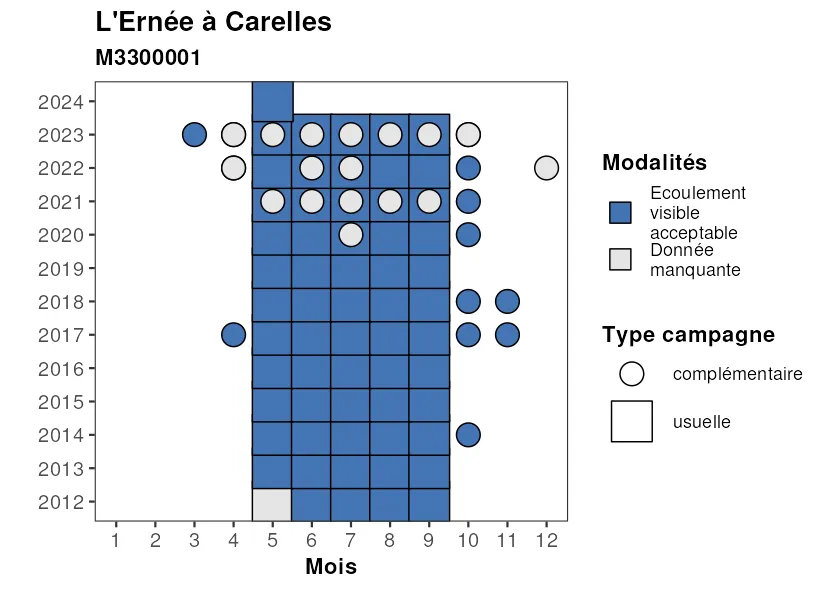 L'Ernée à Carelles
M3300001
2024
2023
2022
2021
2020
2019
2018
2017
2016
2015
2014
2013
2012
1 2 3 4 5 6 7 8 9 10 11 12
Mois
Modalités
Ecoulement
visible
acceptable
Donnée
manquante
Type campagne
complémentaire
usuelle